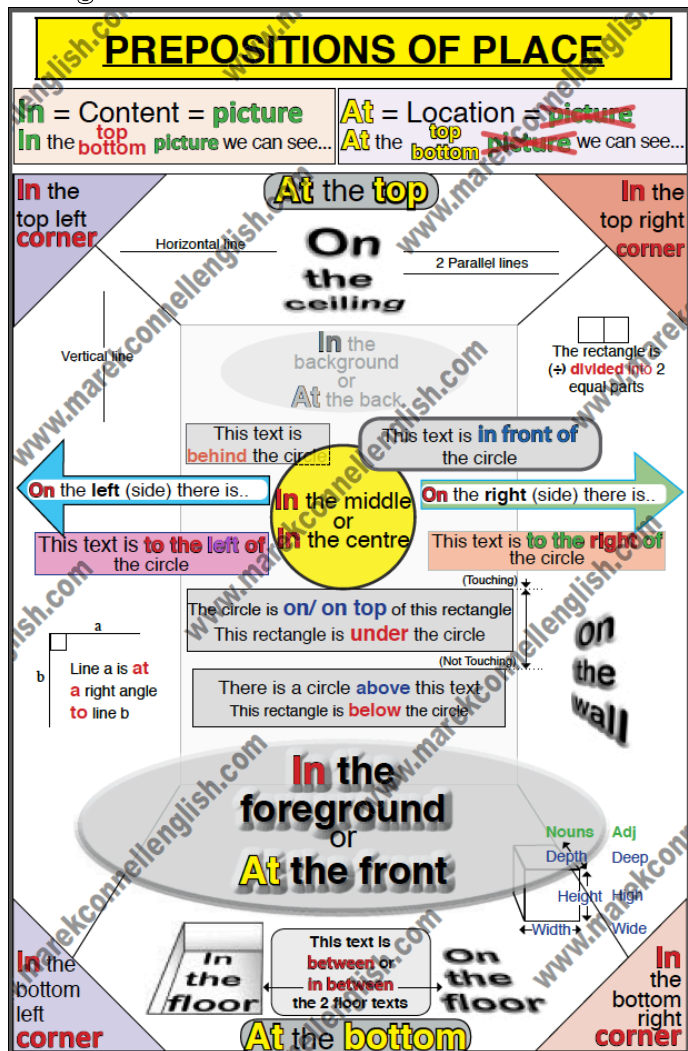 PREPOSITIONS OF PLACE
In = Content = picture
In the top bottom picture we can see...
At = Location = picture
At the top bottom picture we can see...
In the
top left
corner
At the top
In the
top right
corner
Horizontal line
On
the
ceiling
2 Parallel lines
Vertical line
In the
background
or
At the back
The rectangle is
(÷) divided into 2
equal parts
This text is
behind the circle
This text is in front of
the circle
On the left (side) there is..
In the middle
or
In the centre
On the right (side) there is..
This text is to the left of
the circle
This text is to the right of
the circle
(Touching)
The circle is on/ on top of this rectangle
This rectangle is under the circle
(Not Touching)
There is a circle above this text
This rectangle is below the circle
a
b
Line a is at
a right angle
to line b
on
the
wall
In the
foreground
or
At the front
Nouns Adj
Depth Deep
Height High
Width Wide
In the
bottom
left
corner
In
the
floor
This text is
between or
in between
the 2 floor texts
On
the
floor
In
the
bottom
right
corner
At the bottom
www.marekconnellenglish.com